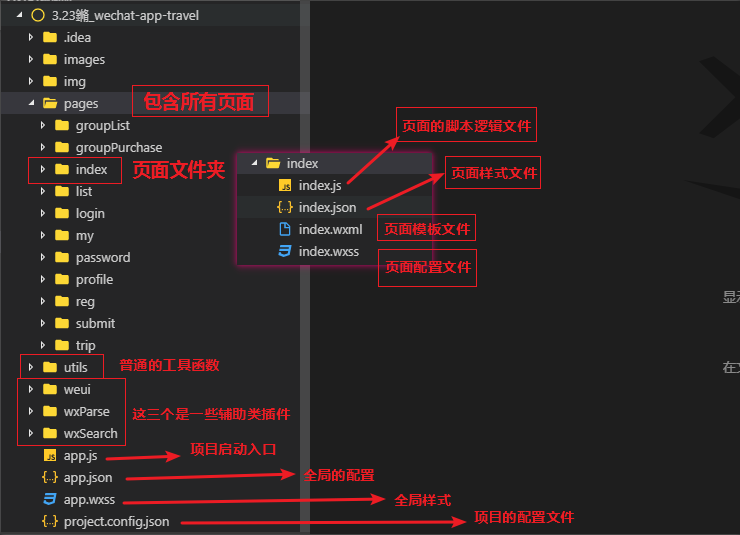 3.23鏅_wechat-app-travel
.idea
images
img
pages 包含所有页面
groupList
groupPurchase
index 页面文件夹
list
login
my
password
profile
reg
submit
trip
index
index.js 页面的脚本逻辑文件
index.json 页面样式文件
index.wxml 页面模板文件
index.wxss 页面配置文件
显
在
utils 普通的工具函数
weui
wxParse 这三个是一些辅助类插件
wxSearch
app.js 项目启动入口
app.json 全局的配置
app.wxss 全局样式
project.config.json 项目的配置文件